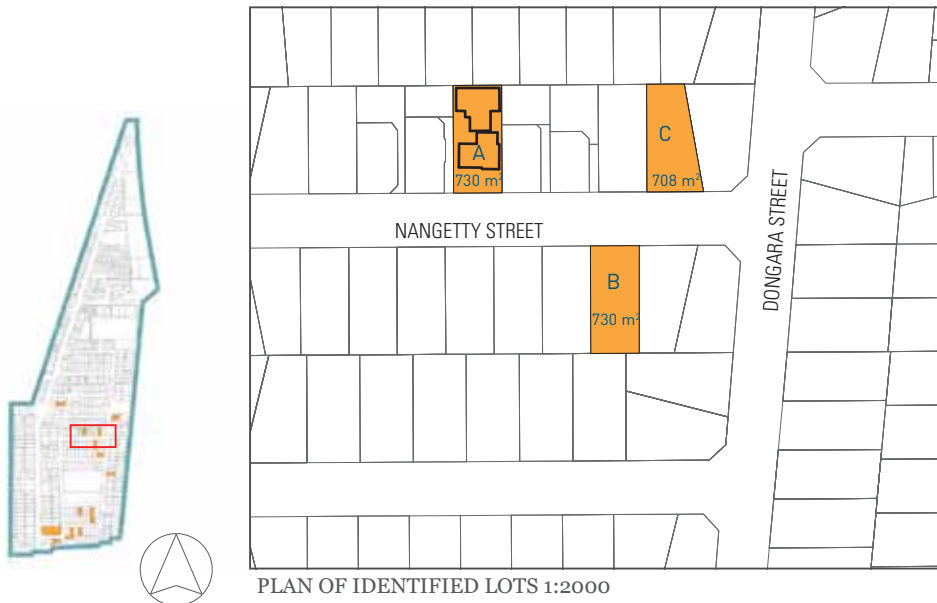 A
730 m²
C
708 m²
NANGETTY STREET
DONGARA STREET
B
730 m²
PLAN OF IDENTIFIED LOTS 1:2000